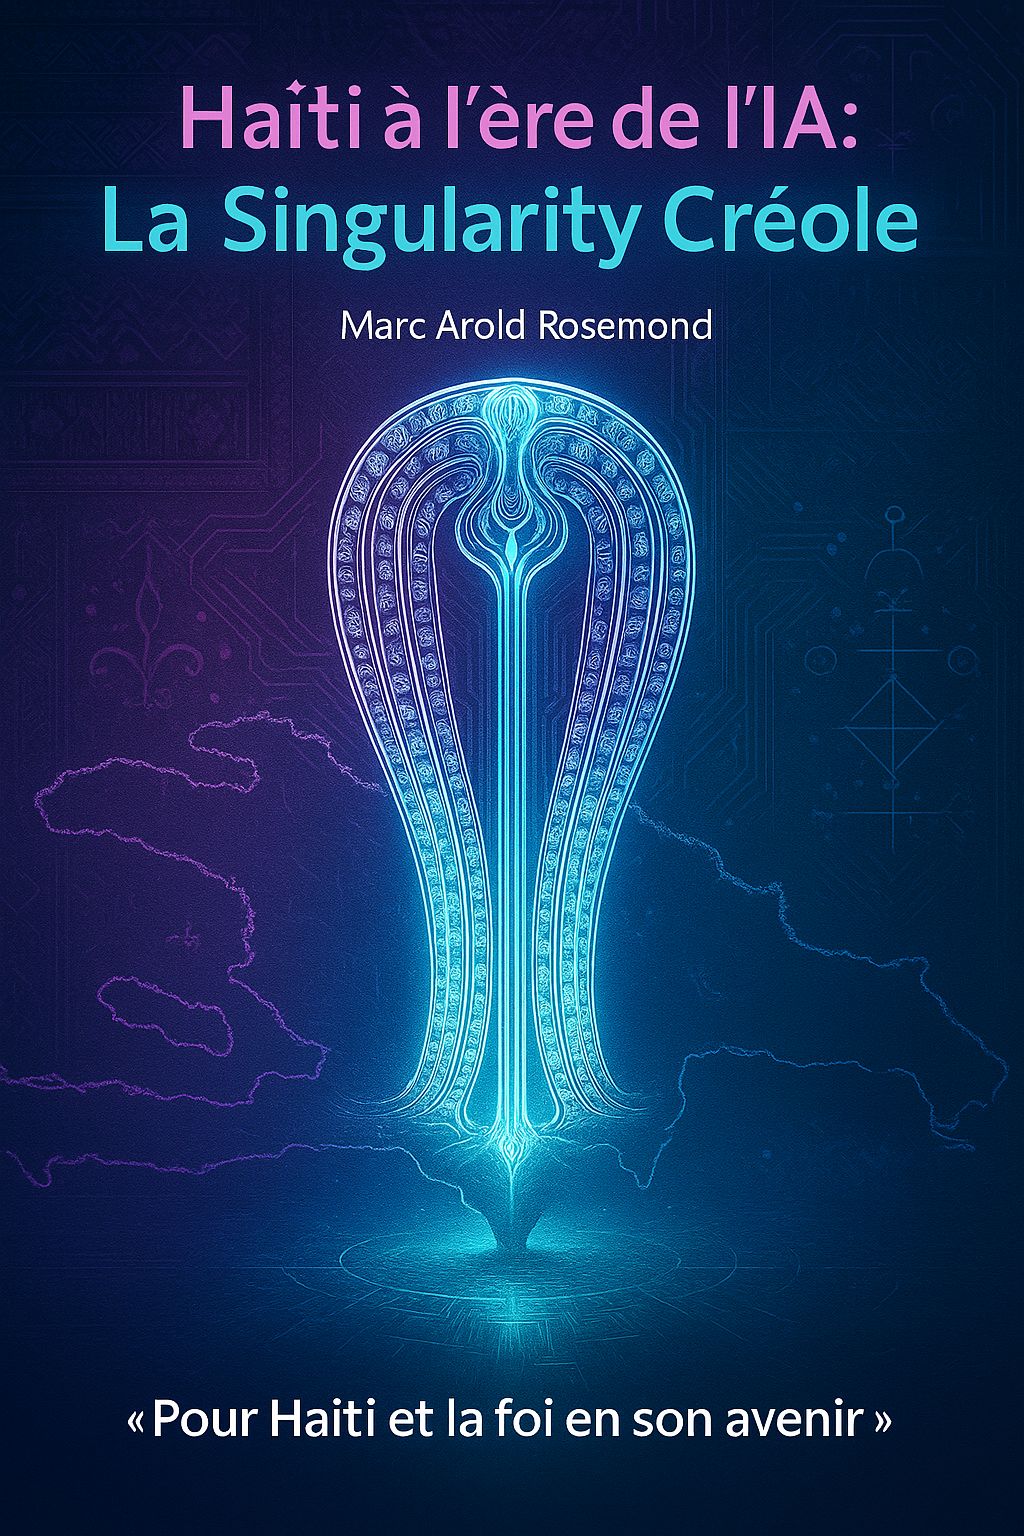 Haïti à l'ère de l'IA:
La Singularity Créole
Marc Arold Rosemond
« Pour Haiti et la foi en son avenir »